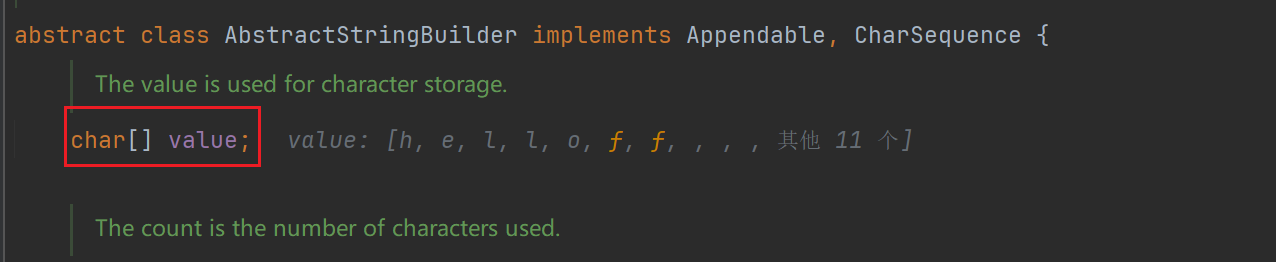 abstract class AbstractStringBuilder implements Appendable, CharSequence {
The value is used for character storage.
char[] value; value: [h, e, l, l, o, f, f, , , , 其他 11 个]
The count is the number of characters used.